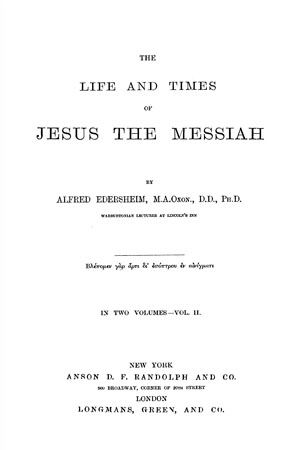 THE
LIFE AND TIMES
OF
JESUS THE MESSIAH
BY
ALFRED EDERSHEIM, M.A.OXON., D.D., PH.D.
WARBURTONIAN LECTURER AT LINCOLN'S INN
Βλέπομεν γὰρ ἄρτι δι' ἐσόπτρου ἐν αἰνίγματι
IN TWO VOLUMES—VOL. II.
NEW YORK
ANSON D. F. RANDOLPH AND CO.
900 BROADWAY, CORNER OF 20TH STREET
LONDON
LONGMANS, GREEN, AND CO.